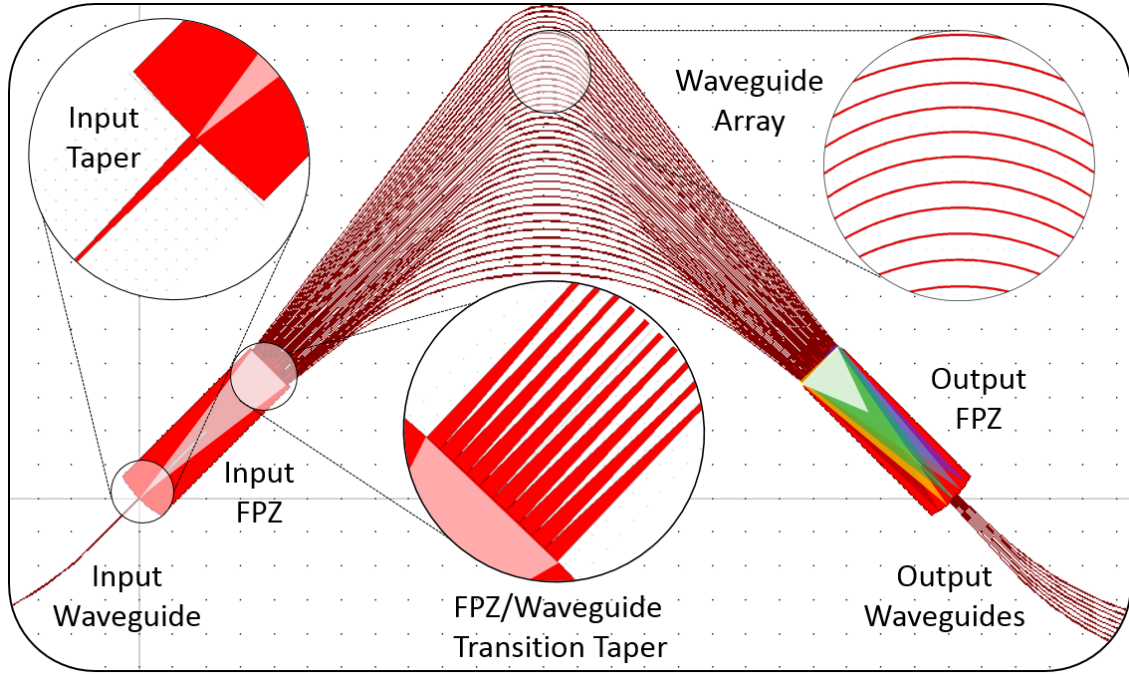 Input
Taper
Waveguide
Array
Output
FPZ
Input
FPZ
Input
Waveguide
FPZ/Waveguide
Transition Taper
Output
Waveguides